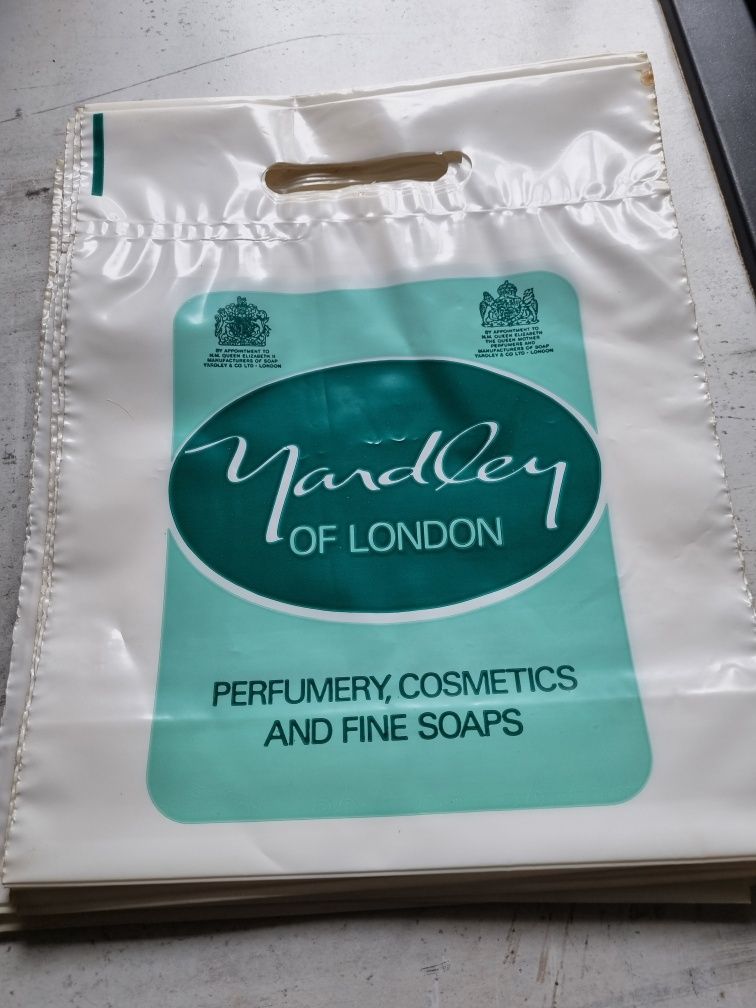 BY APPOINTMENT TO
H.M. QUEEN ELIZABETH II
MANUFACTURERS OF SOAP
YARDLEY & CO LTD · LONDON
BY APPOINTMENT TO
H.M. QUEEN ELIZABETH
THE QUEEN MOTHER
PERFUMERS AND
MANUFACTURERS OF SOAP
YARDLEY & CO LTD · LONDON
Yardley
OF LONDON
PERFUMERY, COSMETICS
AND FINE SOAPS